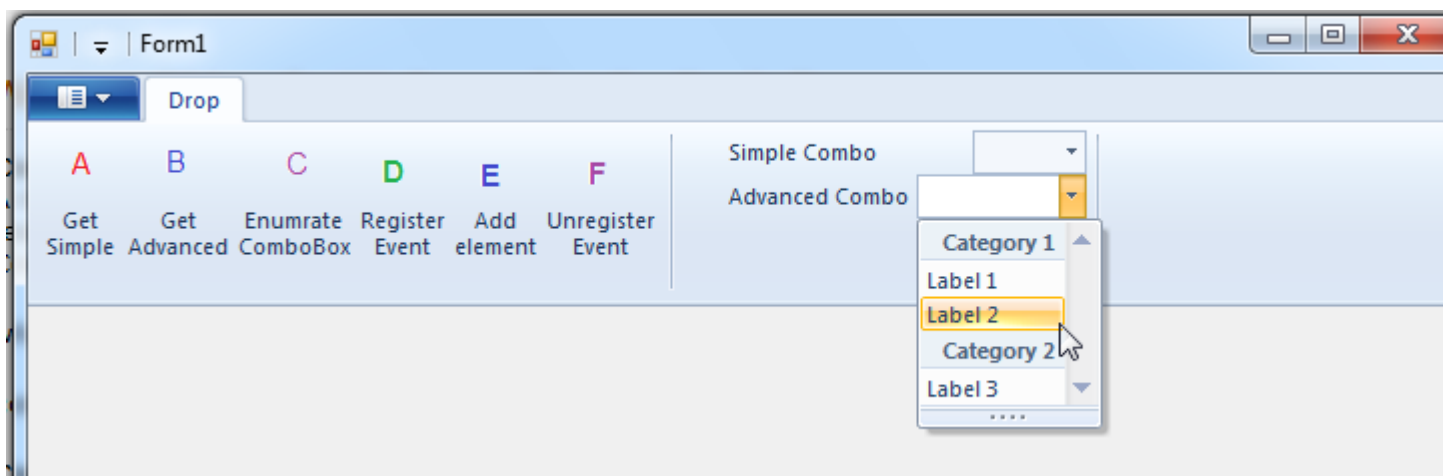 Form1
Drop
A B C D E F
Get Get Enumrate Register Add Unregister
Simple Advanced ComboBox Event element Event
Simple Combo
Advanced Combo
Category 1
Label 1
Label 2
Category 2
Label 3